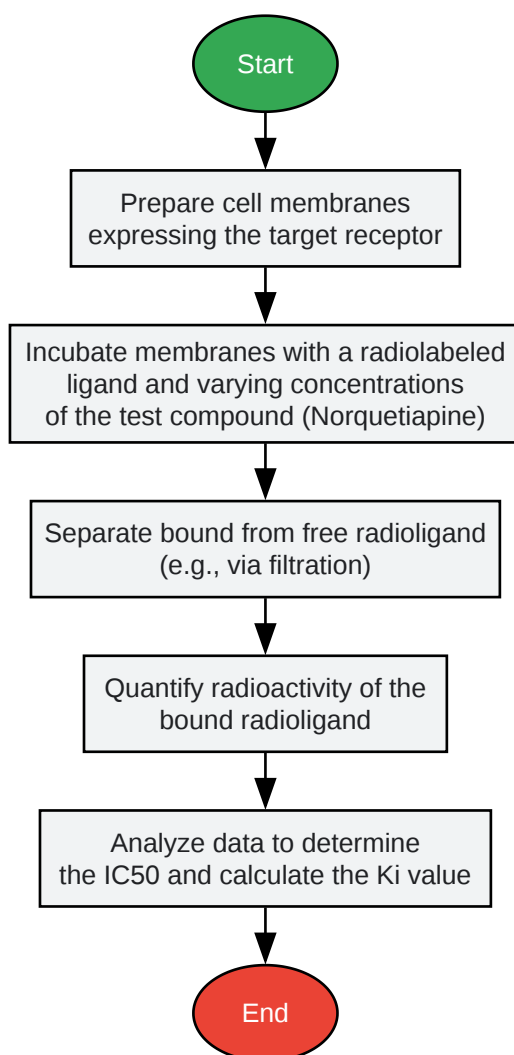 Start
Prepare cell membranes
expressing the target receptor
Incubate membranes with a radiolabeled
ligand and varying concentrations
of the test compound (Norquetiapine)
Separate bound from free radioligand
(e.g., via filtration)
Quantify radioactivity of the
bound radioligand
Analyze data to determine
the IC50 and calculate the Ki value
End